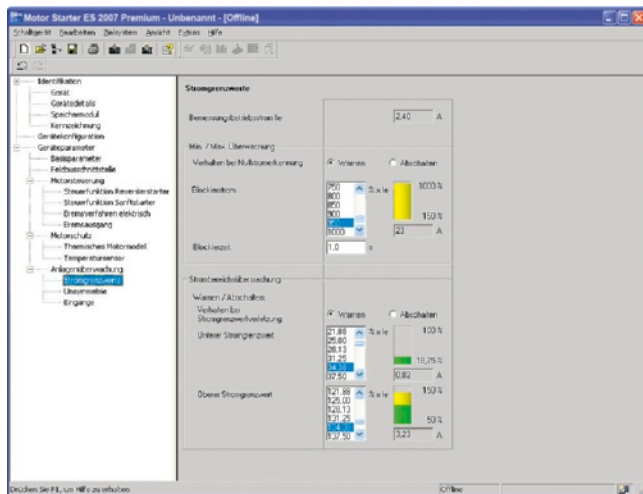 Motor Starter ES 2007 Premium - Unbenannt - [Offline]
Schaltgerät Bearbeiten Zielsystem Ansicht Extras Hilfe
Identifikation
Gerät
Gerätedetails
Speichermodul
Kennzeichnung
Gerätekonfiguration
Geräteparameter
Basisparameter
Feldbusschnittstelle
Motorsteuerung
Steuerfunktion Reversierstarter
Steuerfunktion Sanftstarter
Bremsverfahren elektrisch
Bremsausgang
Motorschutz
Thermisches Motormodell
Temperatursensor
Anlagenüberwachung
Stromgrenzwerte
Unsymmetrie
Eingänge
Stromgrenzwerte
Bemessungsbetriebsstrom Ie 2,40 A
Min. / Max. Überwachung
Verhalten bei Nullstromerkennung Warnen Abschalten
Blockierstrom
750
800
850
900
950
1000
% x Ie
1000 %
150 %
23 A
Blockierzeit 1,0 s
Strombereichsüberwachung
Warnen / Abschalten
Verhalten bei
Stromgrenzwertverletzung
Warnen Abschalten
Unterer Stromgrenzwert
21,88
25,00
28,13
31,25
34,38
37,50
% x Ie
100 %
18,75 %
0,82 A
Oberer Stromgrenzwert
121,88
125,00
128,13
131,25
134,38
137,50
% x Ie
150 %
50 %
3,23 A
Drücken Sie F1, um Hilfe zu erhalten
Offline